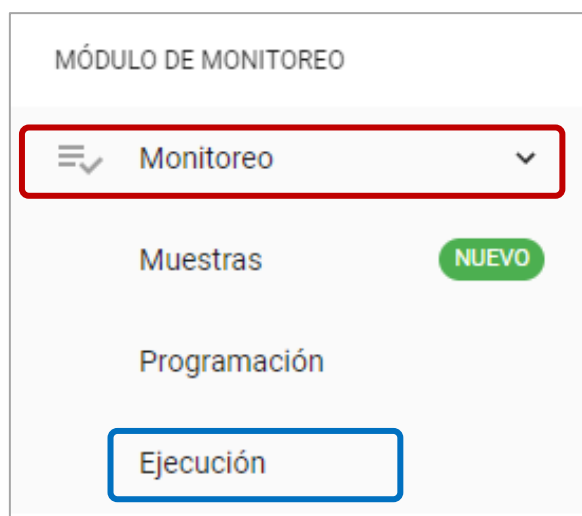 MÓDULO DE MONITOREO
Monitoreo
Muestras NUEVO
Programación
Ejecución